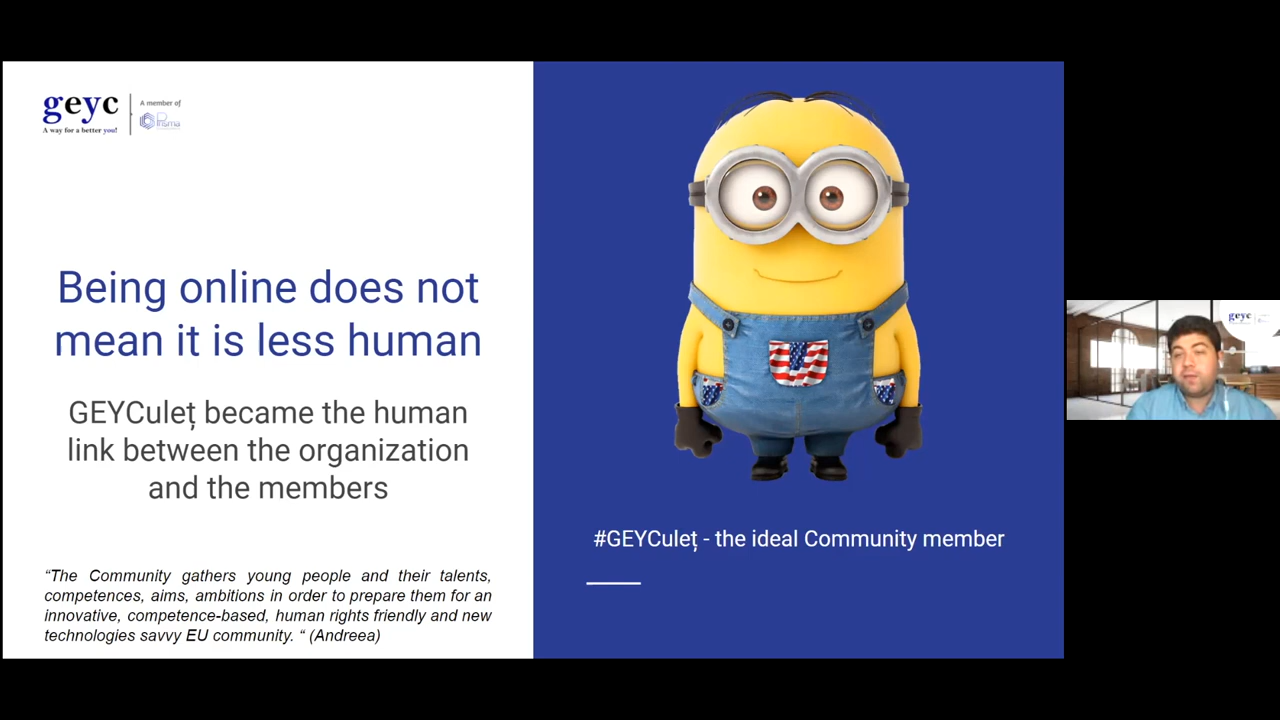 geyc
A way for a better you!
A member of
Prisma
Being online does not
mean it is less human
GEYCuleț became the human
link between the organization
and the members
“The Community gathers young people and their talents,
competences, aims, ambitions in order to prepare them for an
innovative, competence-based, human rights friendly and new
technologies savvy EU community. “ (Andreea)
#GEYCuleț - the ideal Community member
geyc